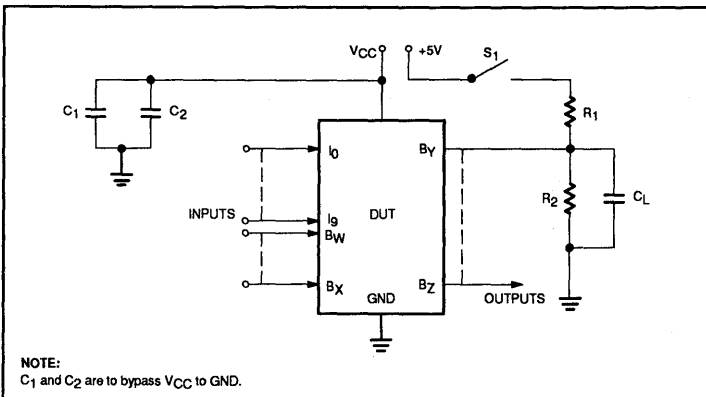 VCC
+5V
S1
C1
C2
R1
I0
BY
R2
CL
INPUTS
I9
DUT
BW
BX
GND
BZ
OUTPUTS
NOTE:
C1 and C2 are to bypass VCC to GND.